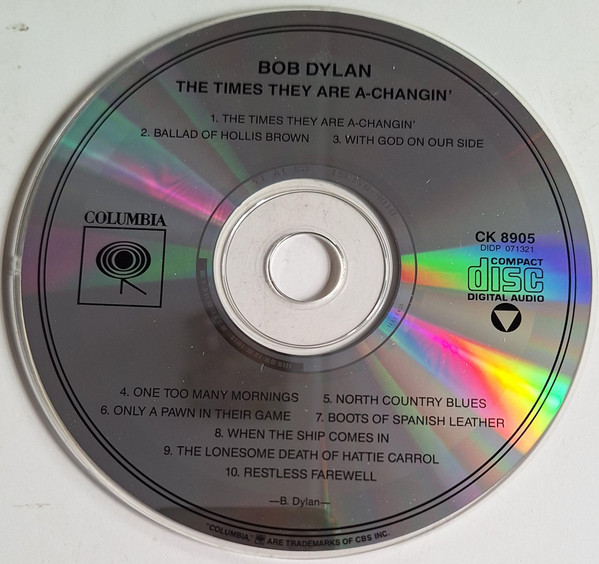 BOB DYLAN
THE TIMES THEY ARE A-CHANGIN'
1. THE TIMES THEY ARE A-CHANGIN'
2. BALLAD OF HOLLIS BROWN 3. WITH GOD ON OUR SIDE
COLUMBIA
CK 8905
DIDP 071321
COMPACT
disc
DIGITAL AUDIO
4. ONE TOO MANY MORNINGS 5. NORTH COUNTRY BLUES
6. ONLY A PAWN IN THEIR GAME 7. BOOTS OF SPANISH LEATHER
8. WHEN THE SHIP COMES IN
9. THE LONESOME DEATH OF HATTIE CARROL
10. RESTLESS FAREWELL
—B. Dylan—
"COLUMBIA," ARE TRADEMARKS OF CBS INC.